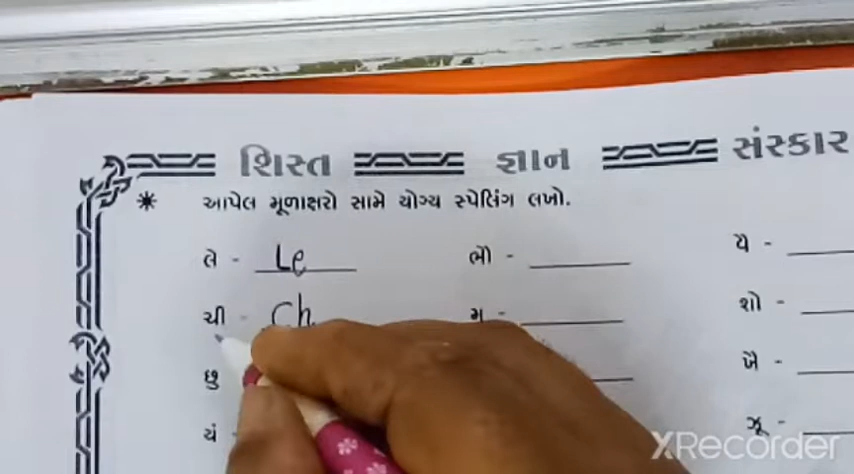 શિસ્ત જ્ઞાન સંસ્કાર
* આપેલ મૂળાક્ષરો સામે યોગ્ય સ્પેલિંગ લખો.
લે - Le ભૌ - યૈ -
ચી - Ch મ - શો -
છુ ખૈ -
યં - ઝૂ -
XRecorder